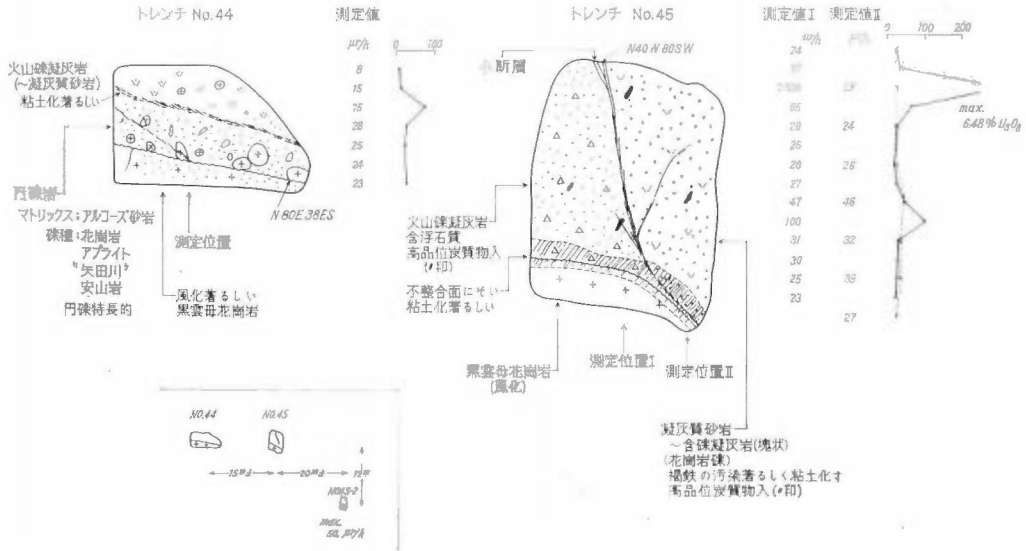 トレンチ No.44
測定値
μr/h
0 100
8
15
75
28
25
24
23
火山礫凝灰岩
(~凝灰質砂岩)
粘土化著るしい
円礫岩
マトリックス:アルコーズ砂岩
礫種:花崗岩
アプライト
"矢田川"
安山岩
円礫特長的
測定位置
N80E.38ES
風化著るしい
黒雲母花崗岩
トレンチ No.45
測定値I 測定値II
μr/h
0 100 200
24
95
29 24
28 26
27
47 46
100
31 32
30
25 39
23
27
max.
6.48% U₃O₈
N40W80SW
断層
火山礫凝灰岩
含浮石質
高品位炭質物入
(〃印)
不整合面にそい
粘土化著るしい
黒雲母花崗岩
(風化)
測定位置I
測定位置II
凝灰質砂岩
~含礫凝灰岩(塊状)
(花崗岩礫)
褐鉄の汚染著るしく粘土化す
高品位炭質物入(〃印)
NO.44
NO.45
15m
20m
max.
50 μr/h